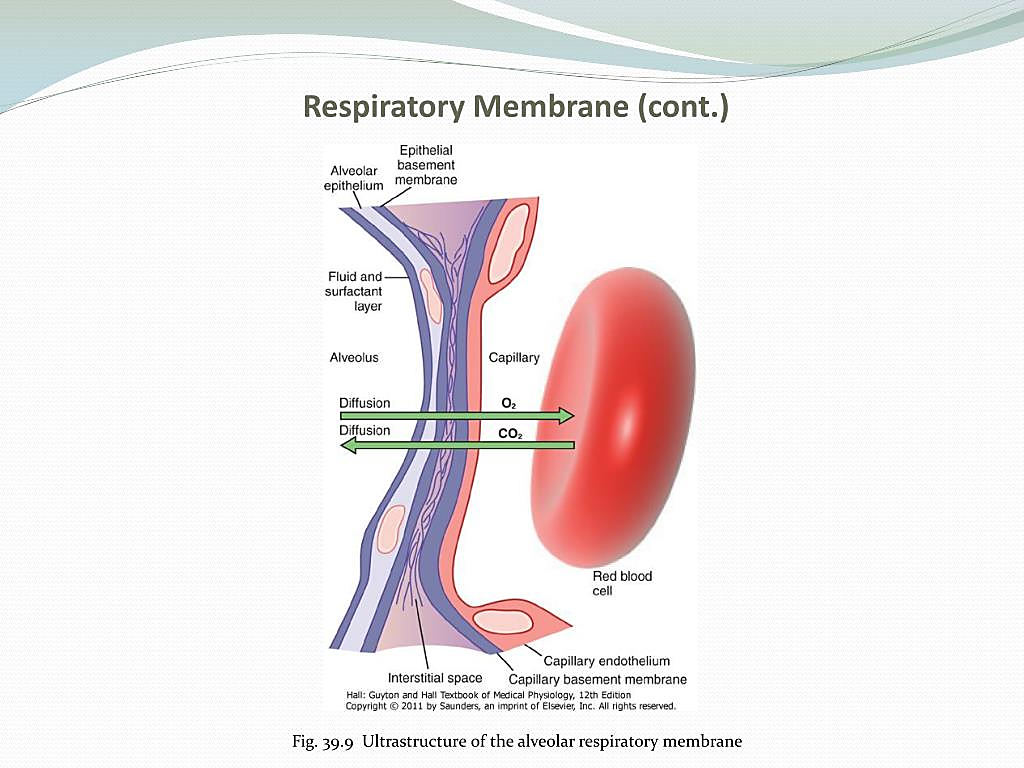 Respiratory Membrane (cont.)
Epithelial
basement
membrane
Alveolar
epithelium
Fluid and
surfactant
layer
Alveolus
Capillary
Diffusion
O₂
Diffusion
CO₂
Red blood
cell
Capillary endothelium
Interstitial space
Capillary basement membrane
Hall: Guyton and Hall Textbook of Medical Physiology, 12th Edition
Copyright © 2011 by Saunders, an imprint of Elsevier, Inc. All rights reserved.
Fig. 39.9 Ultrastructure of the alveolar respiratory membrane